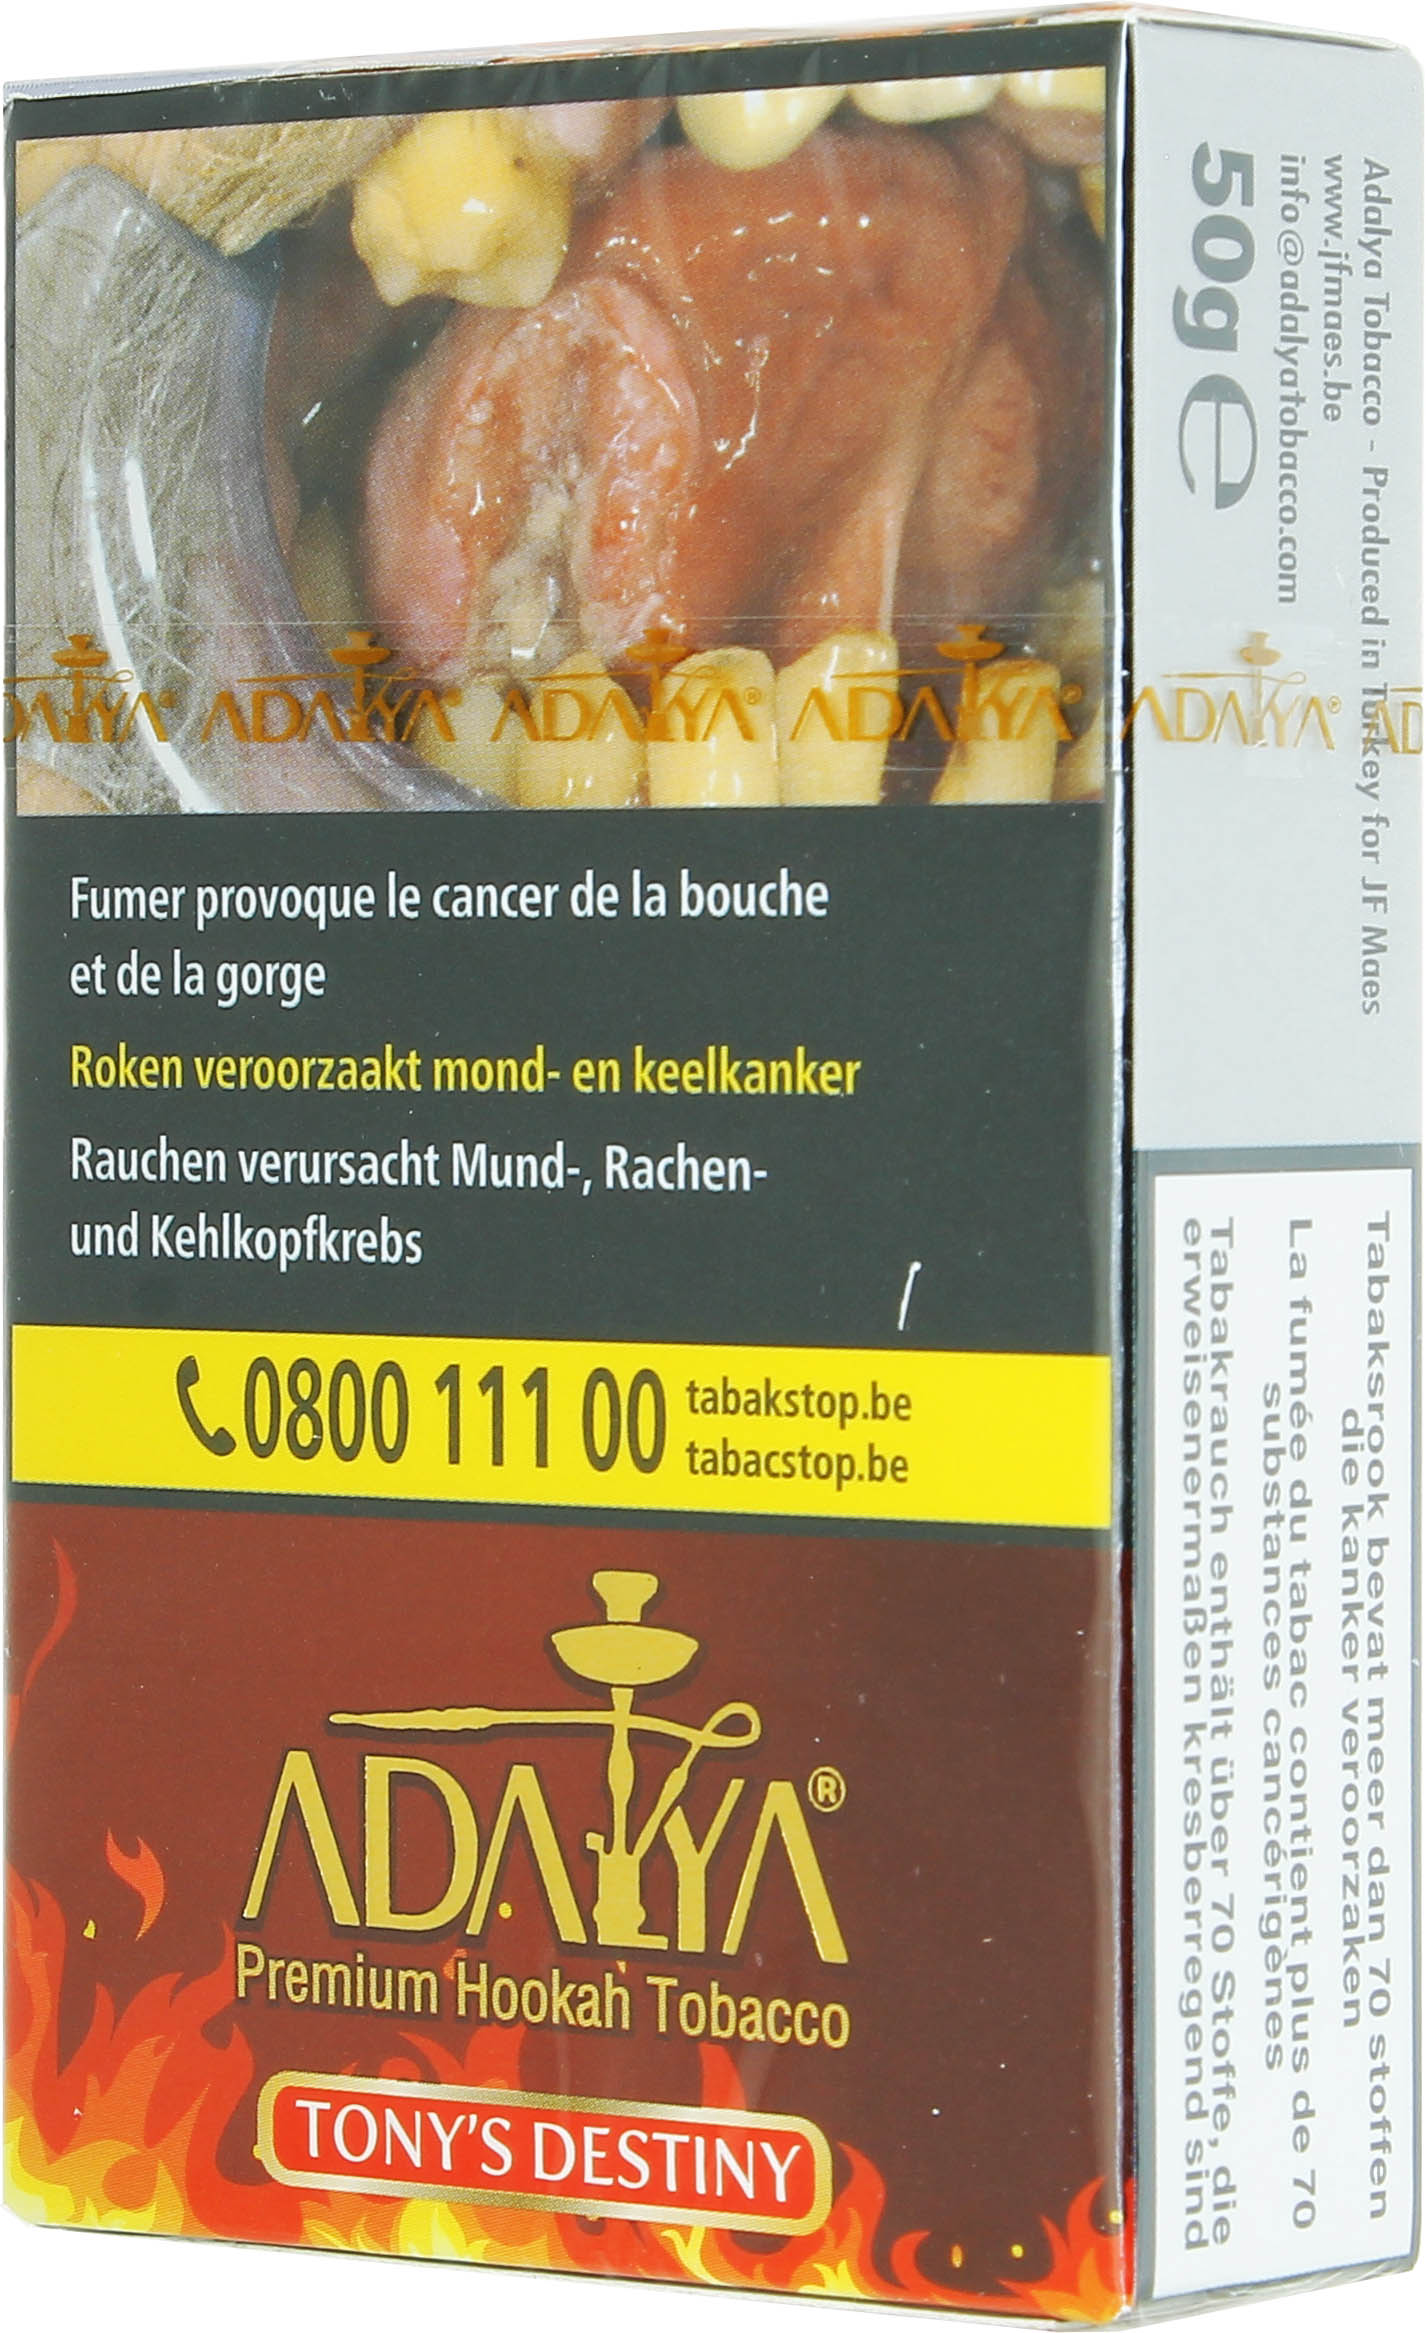 ADALYA® ADALYA® ADALYA® ADALYA® ADALYA® AD
Fumer provoque le cancer de la bouche
et de la gorge
Roken veroorzaakt mond- en keelkanker
Rauchen verursacht Mund-, Rachen-
und Kehlkopfkrebs
0800 111 00
tabakstop.be
tabacstop.be
ADALYA®
Premium Hookah Tobacco
TONY'S DESTINY
Adalya Tobacco - Produced in Turkey for JF Maes
www.jfmaes.be
info@adalyatobacco.com
50g e
Tabaksrook bevat meer dan 70 stoffen
die kanker veroorzaken
La fumée du tabac contient plus de 70
substances cancérigènes
Tabakrauch enthält über 70 Stoffe, die
erweisenermaßen kresberregend sind